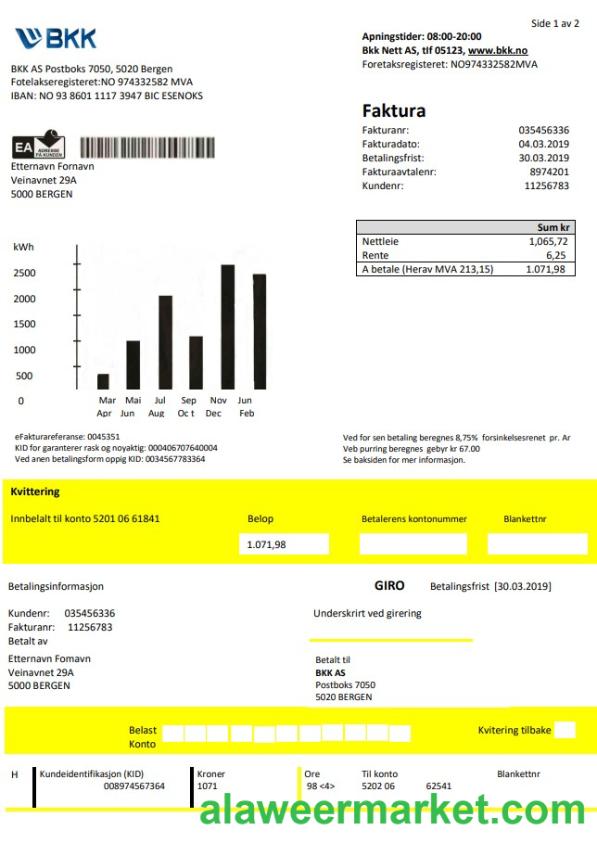 Side 1 av 2
BKK
Apningstider: 08:00-20:00
Bkk Nett AS, tlf 05123, www.bkk.no
Foretaksregisteret: NO974332582MVA
BKK AS Postboks 7050, 5020 Bergen
Fotelakseregisteret:NO 974332582 MVA
IBAN: NO 93 8601 1117 3947 BIC ESENOKS
Faktura
Fakturanr: 035456336
Fakturadato: 04.03.2019
Betalingsfrist: 30.03.2019
Fakturaavtalenr: 8974201
Kundenr: 11256783
EA ADRESSE PÅ KUNDEN
Etternavn Fornavn
Veinavnet 29A
5000 BERGEN
Sum kr
Nettleie 1,065,72
Rente 6,25
A betale (Herav MVA 213,15) 1.071,98
kWh
2500
2000
1500
1000
500
0
Mar Mai Jul Sep Nov Jun
Apr Jun Aug Oc t Dec Feb
eFakturareferanse: 0045351
KID for garanterer rask og noyaktig: 000406707640004
Ved anen betalingsform oppig KID: 0034567783364
Ved for sen betaling beregnes 8,75% forsinkelsesrenet pr. Ar
Veb purring beregnes gebyr kr 67.00
Se baksiden for mer informasjon.
Kvittering
Innbelalt til konto 5201 06 61841
Belop
Betalerens kontonummer
Blankettnr
1.071,98
Betalingsinformasjon
GIRO
Betalingsfrist [30.03.2019]
Kundenr: 035456336
Fakturanr: 11256783
Betalt av
Underskrirt ved girering
Etternavn Fomavn
Veinavnet 29A
5000 BERGEN
Betalt til
BKK AS
Postboks 7050
5020 BERGEN
Belast
Konto
Kvitering tilbake
H
Kundeidentifikasjon (KID)
008974567364
Kroner
1071
Ore
98 <4>
Til konto
5202 06 62541
Blankettnr
alaweermarket.com